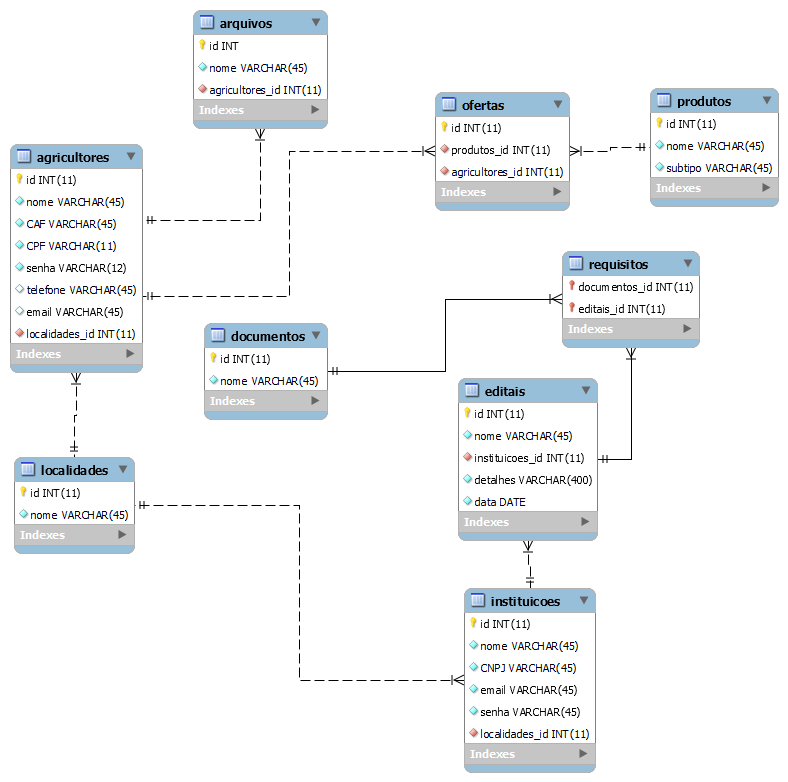 arquivos
id INT
nome VARCHAR(45)
agricultores_id INT(11)
Indexes
ofertas
id INT(11)
produtos_id INT(11)
agricultores_id INT(11)
Indexes
produtos
id INT(11)
nome VARCHAR(45)
subtipo VARCHAR(45)
Indexes
agricultores
id INT(11)
nome VARCHAR(45)
CAF VARCHAR(45)
CPF VARCHAR(11)
senha VARCHAR(12)
telefone VARCHAR(45)
email VARCHAR(45)
localidades_id INT(11)
Indexes
requisitos
documentos_id INT(11)
editais_id INT(11)
Indexes
documentos
id INT(11)
nome VARCHAR(45)
Indexes
editais
id INT(11)
nome VARCHAR(45)
instituicoes_id INT(11)
detalhes VARCHAR(400)
data DATE
Indexes
localidades
id INT(11)
nome VARCHAR(45)
Indexes
instituicoes
id INT(11)
nome VARCHAR(45)
CNPJ VARCHAR(45)
email VARCHAR(45)
senha VARCHAR(45)
localidades_id INT(11)
Indexes